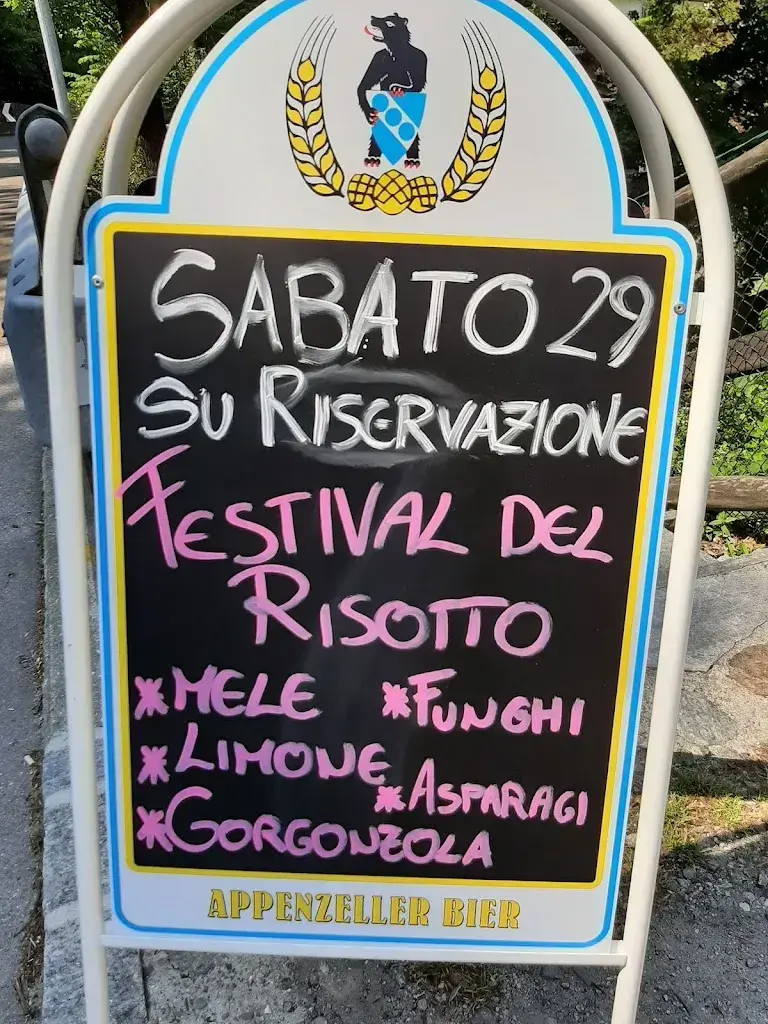 SABATO 29
SU RISERVAZIONE
FESTIVAL DEL
RISOTTO
*MELE *FUNGHI
*LIMONE
*ASPARAGI
*GORGONZOLA
APPENZELLER BIER